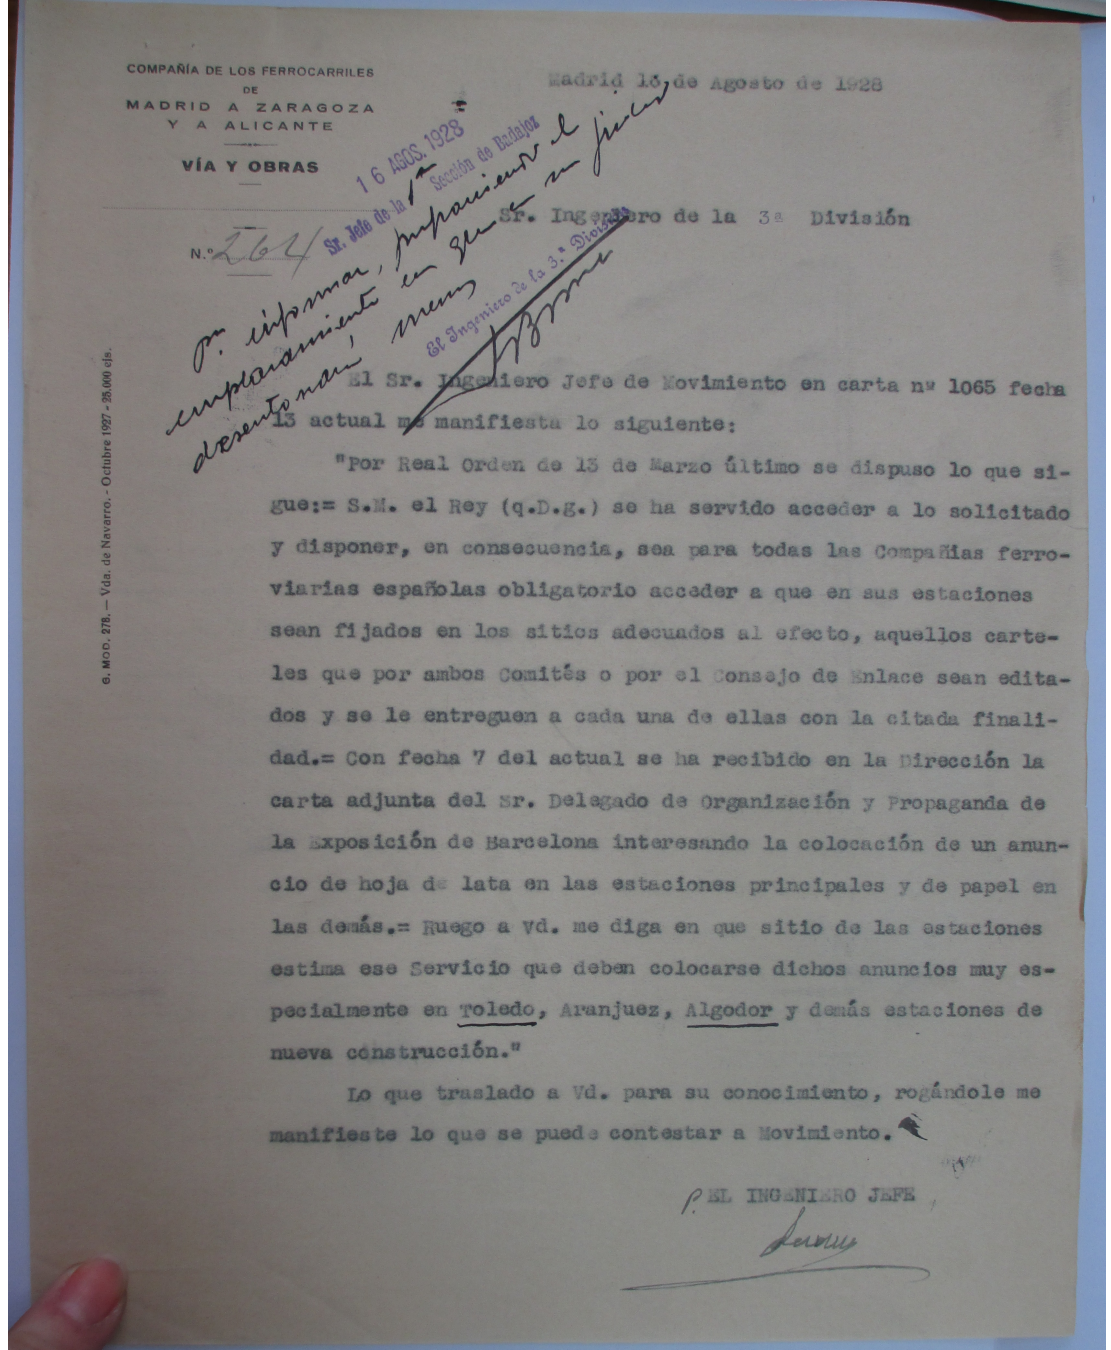 COMPAÑÍA DE LOS FERROCARRILES
DE
MADRID A ZARAGOZA
Y A ALICANTE
VÍA Y OBRAS
N.º 264
Madrid 16 de Agosto de 1928
16 AGOS. 1928
Sr. Jefe de la 1ª Sección de Badajoz
pª informar, proponiendo el
emplazamiento en que a su juicio
desentonará menos
El Ingeniero de la 3.ª División
Sr. Ingeniero de la 3ª División
El Sr. Ingeniero Jefe de Movimiento en carta nº 1065 fecha
13 actual me manifiesta lo siguiente:
"Por Real Orden de 13 de Marzo último se dispuso lo que si-
gue:= S.M. el Rey (q.D.g.) se ha servido acceder a lo solicitado
y disponer, en consecuencia, sea para todas las Compañias ferro-
viarias españolas obligatorio acceder a que en sus estaciones
sean fijados en los sitios adecuados al efecto, aquellos carte-
les que por ambos Comités o por el Consejo de Enlace sean edita-
dos y se le entreguen a cada una de ellas con la citada finali-
dad.= Con fecha 7 del actual se ha recibido en la Dirección la
carta adjunta del Sr. Delegado de Organización y Propaganda de
la Exposición de Barcelona interesando la colocación de un anun-
cio de hoja de lata en las estaciones principales y de papel en
las demás.= Ruego a Vd. me diga en que sitio de las estaciones
estima ese Servicio que deben colocarse dichos anuncios muy es-
pecialmente en Toledo, Aranjuez, Algodor y demás estaciones de
nueva construcción."
Lo que traslado a Vd. para su conocimiento, rogándole me
manifieste lo que se puede contestar a Movimiento.
P. EL INGENIERO JEFE
G. MOD. 278. — Vda. de Navarro. - Octubre 1927 - 25.000 ejs.